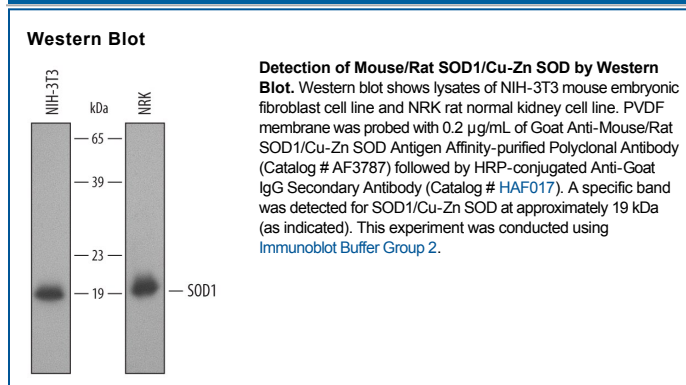 Western Blot
NIH-3T3
kDa
NRK
65
39
23
19
SOD1
Detection of Mouse/Rat SOD1/Cu-Zn SOD by Western
Blot. Western blot shows lysates of NIH-3T3 mouse embryonic
fibroblast cell line and NRK rat normal kidney cell line. PVDF
membrane was probed with 0.2 µg/mL of Goat Anti-Mouse/Rat
SOD1/Cu-Zn SOD Antigen Affinity-purified Polyclonal Antibody
(Catalog # AF3787) followed by HRP-conjugated Anti-Goat
IgG Secondary Antibody (Catalog # HAF017). A specific band
was detected for SOD1/Cu-Zn SOD at approximately 19 kDa
(as indicated). This experiment was conducted using
Immunoblot Buffer Group 2.